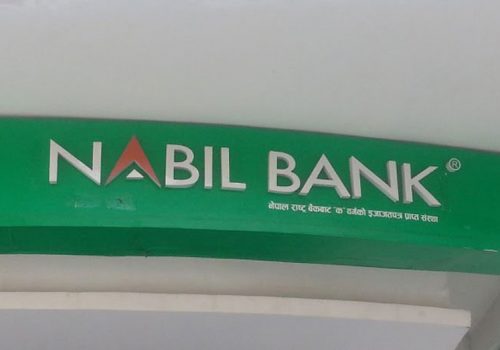 NABIL BANK®
नेपाल राष्ट्र बैंकबाट "क" वर्गको इजाजतपत्र प्राप्त संस्था